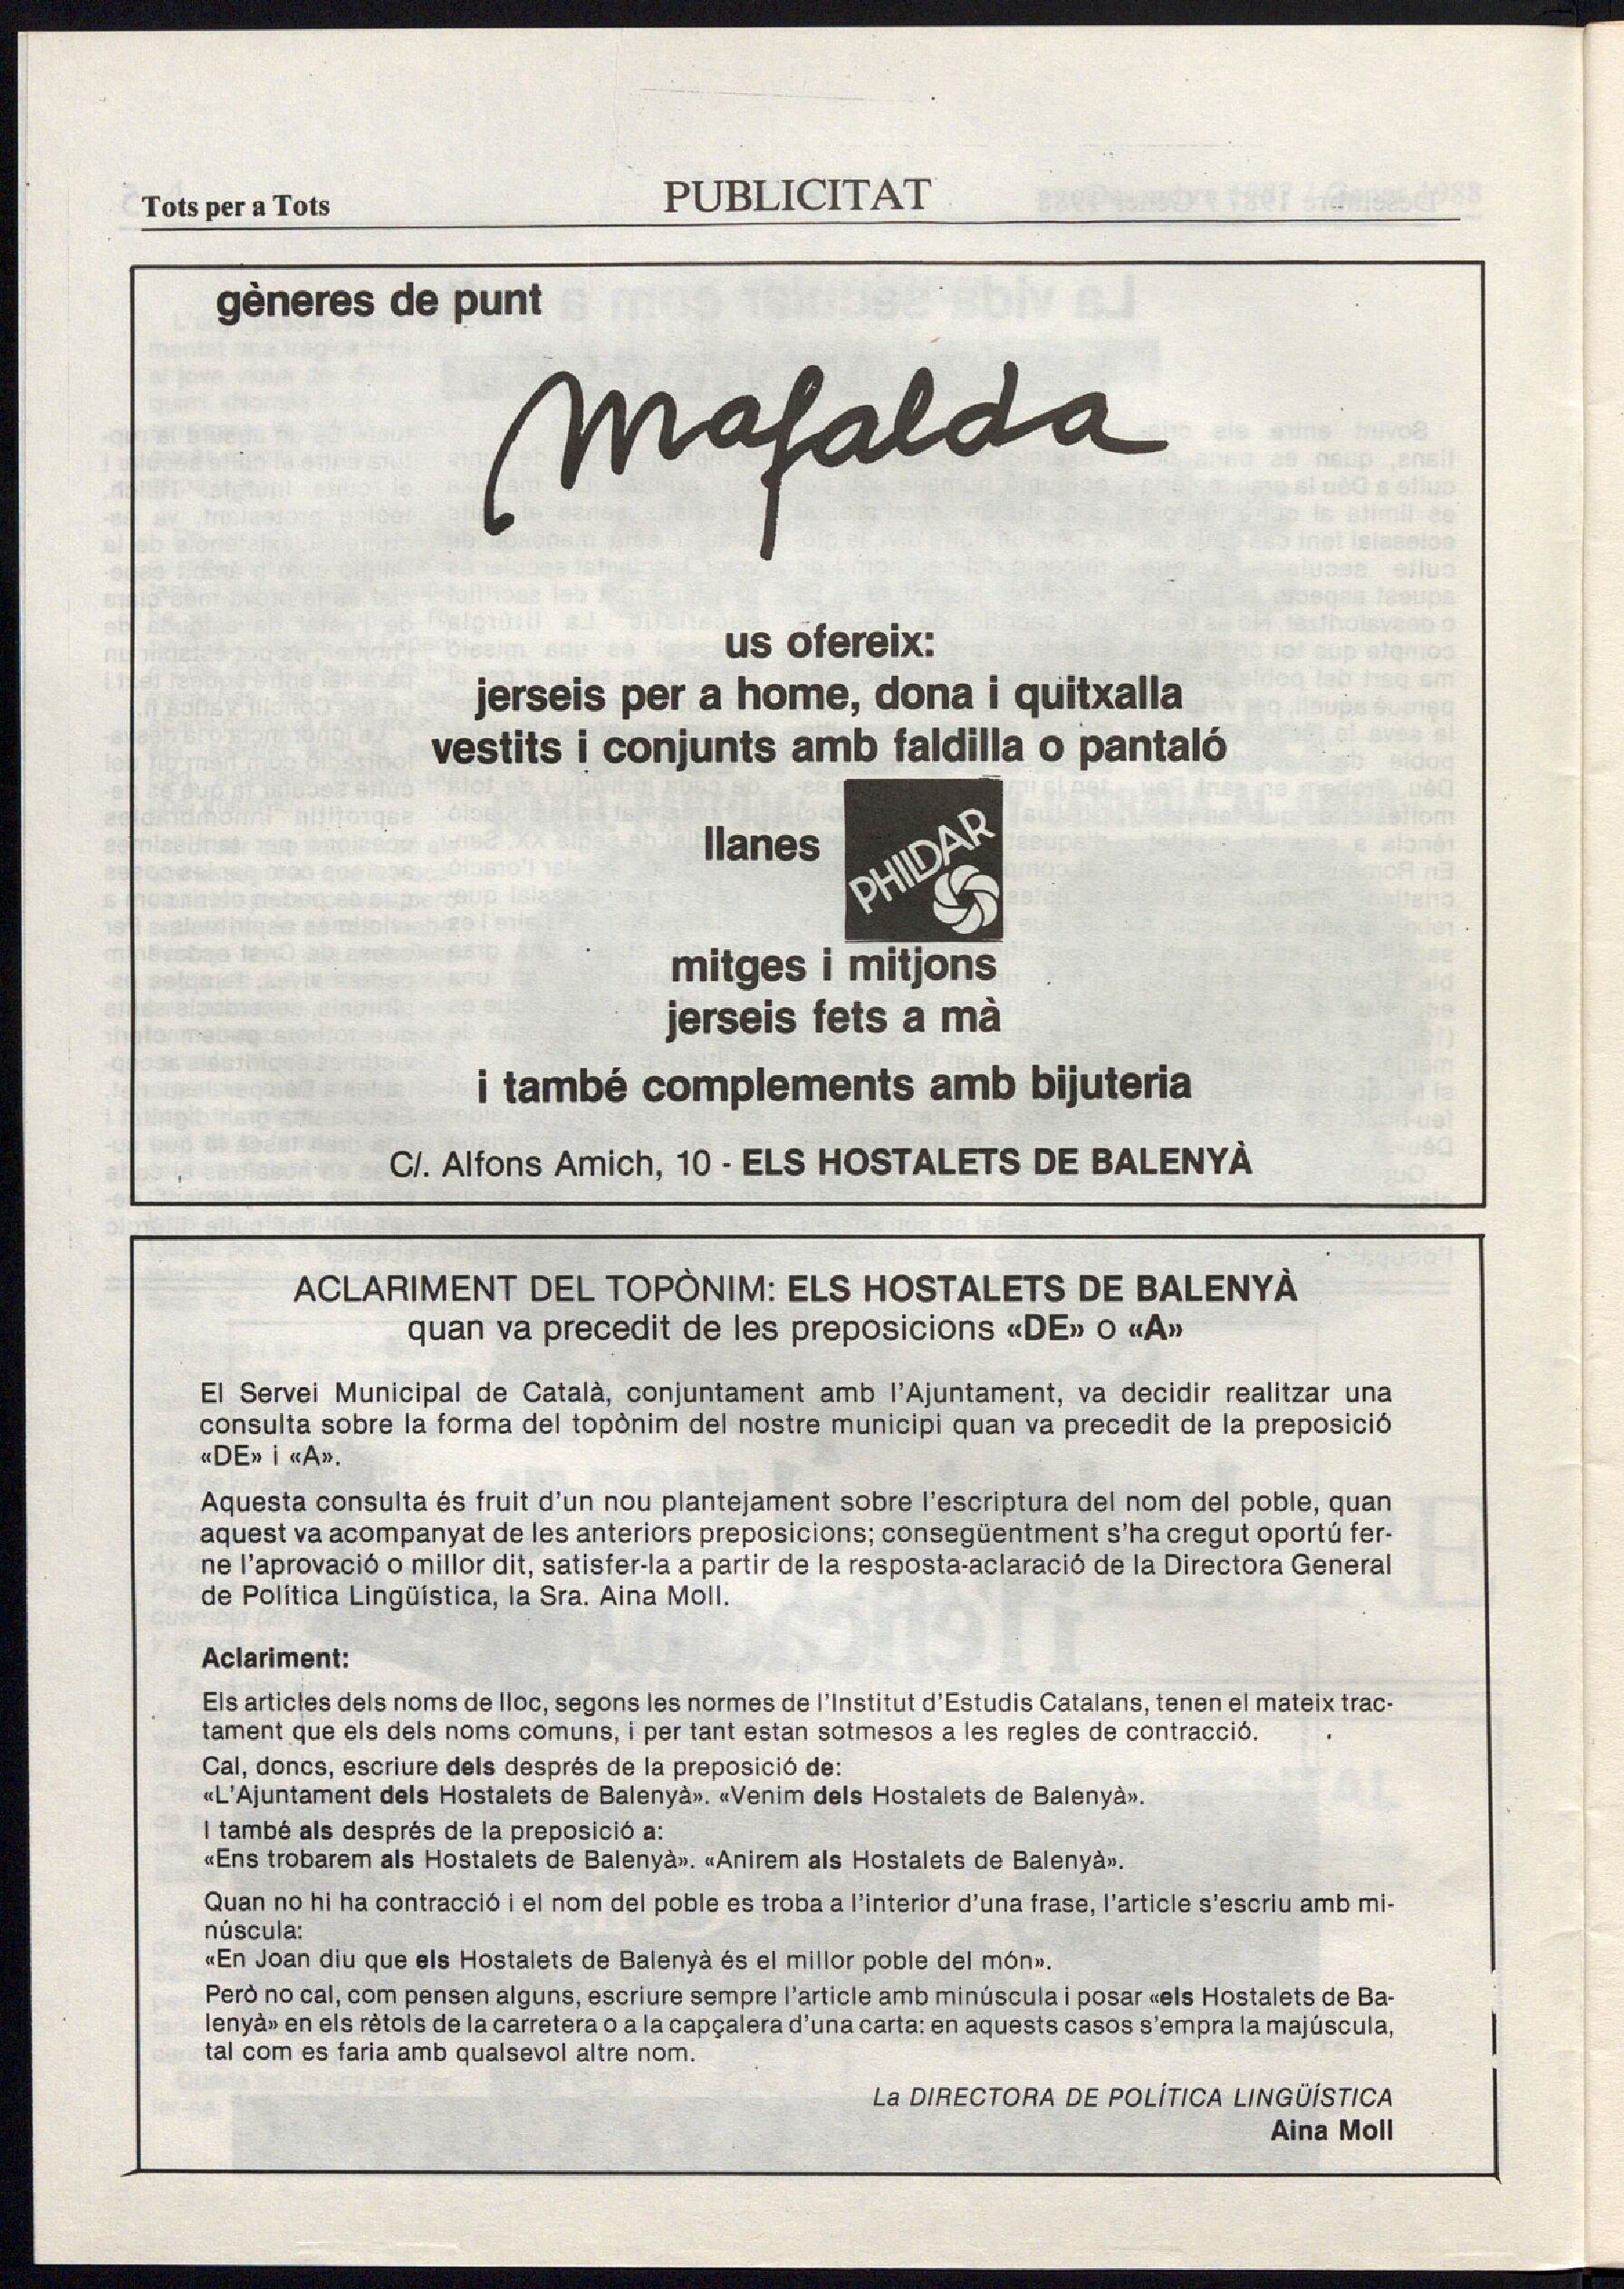 Tots per a Tots
PUBLICITAT
Desembre 1987 / Gener 1988
gèneres de punt
Mafalda
us ofereix:
jerseis per a home, dona i quitxalla
vestits i conjunts amb faldilla o pantaló
llanes
PHILDAR
mitges i mitjons
jerseis fets a mà
i també complements amb bijuteria
C/. Alfons Amich, 10 - ELS HOSTALETS DE BALENYÀ
ACLARIMENT DEL TOPÒNIM: ELS HOSTALETS DE BALENYÀ
quan va precedit de les preposicions «DE» o «A»
El Servei Municipal de Català, conjuntament amb l'Ajuntament, va decidir realitzar una
consulta sobre la forma del topònim del nostre municipi quan va precedit de la preposició
«DE» i «A».
Aquesta consulta és fruit d'un nou plantejament sobre l'escriptura del nom del poble, quan
aquest va acompanyat de les anteriors preposicions; consegüentment s'ha cregut oportú fer-
ne l'aprovació o millor dit, satisfer-la a partir de la resposta-aclaració de la Directora General
de Política Lingüística, la Sra. Aina Moll.
Aclariment:
Els articles dels noms de lloc, segons les normes de l'Institut d'Estudis Catalans, tenen el mateix trac-
tament que els dels noms comuns, i per tant estan sotmesos a les regles de contracció.
Cal, doncs, escriure dels després de la preposició de:
«L'Ajuntament dels Hostalets de Balenyà». «Venim dels Hostalets de Balenyà».
I també als després de la preposició a:
«Ens trobarem als Hostalets de Balenyà». «Anirem als Hostalets de Balenyà».
Quan no hi ha contracció i el nom del poble es troba a l'interior d'una frase, l'article s'escriu amb mi-
núscula:
«En Joan diu que els Hostalets de Balenyà és el millor poble del món».
Però no cal, com pensen alguns, escriure sempre l'article amb minúscula i posar «els Hostalets de Ba-
lenyà» en els rètols de la carretera o a la capçalera d'una carta: en aquests casos s'empra la majúscula,
tal com es faria amb qualsevol altre nom.
La DIRECTORA DE POLÍTICA LINGÜÍSTICA
Aina Moll